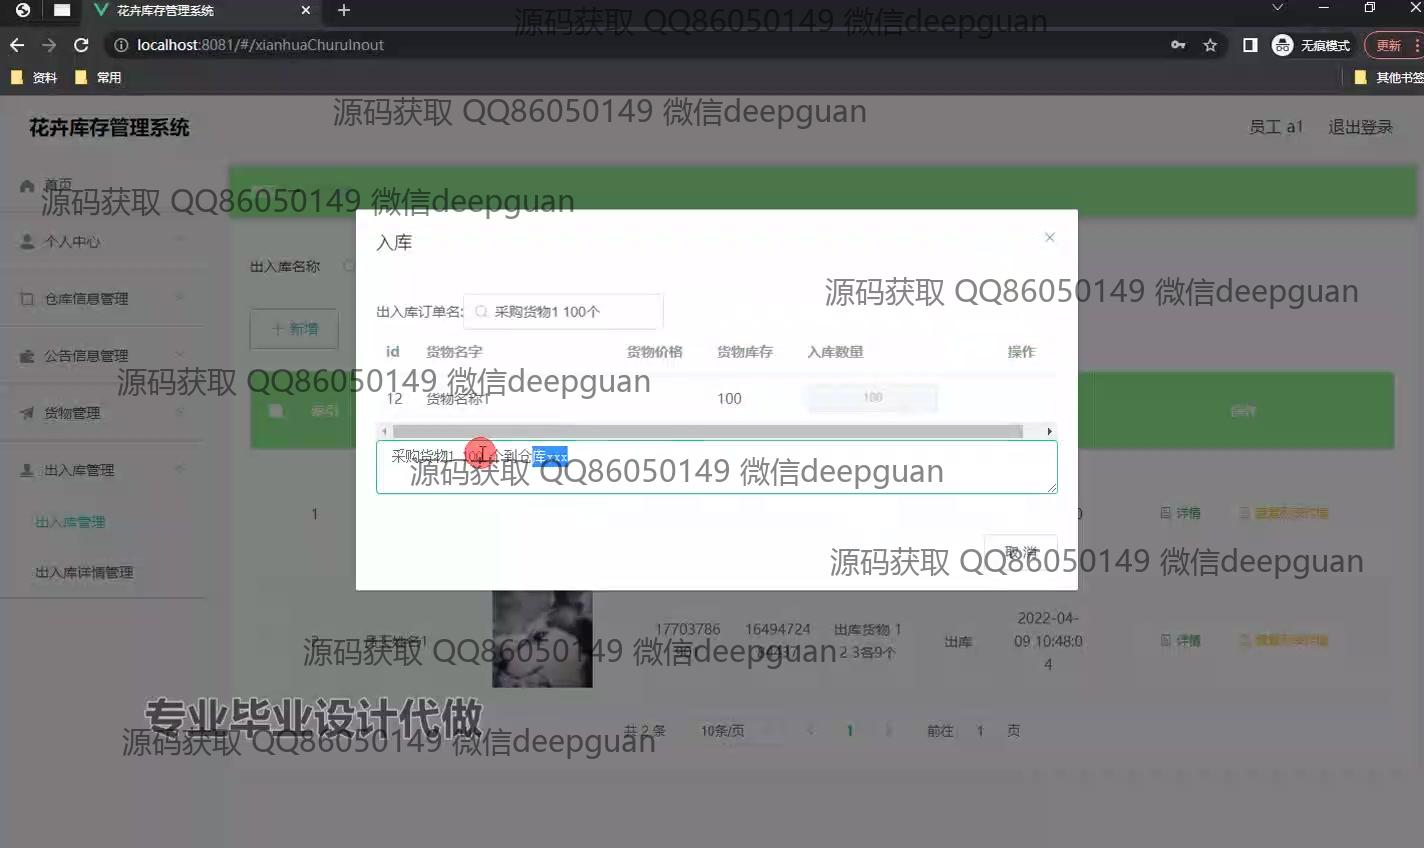 花卉库存管理系统
源码获取 QQ86050149 微信deepguan
localhost:8081/#/xianhuaChuruInout
无痕模式
更新
资料
常用
其他书签
源码获取 QQ86050149 微信deepguan
花卉库存管理系统
员工 a1
退出登录
首页
源码获取 QQ86050149 微信deepguan
个人中心
入库
出入库名称
仓库信息管理
源码获取 QQ86050149 微信deepguan
出入库订单名:
采购货物1 100个
+ 新增
公告信息管理
id 货物名字 货物价格 货物库存 入库数量 操作
源码获取 QQ86050149 微信deepguan
12 货物名称1 100 100
货物管理
索引
操作
采购货物1 100 个到仓库xxx
出入库管理
源码获取 QQ86050149 微信deepguan
出入库管理
1
0
详情
取消
源码获取 QQ86050149 微信deepguan
出入库详情管理
17703786
16494724
出库货物 1
2 3各9个
出库
2022-04-
09 10:48:0
4
详情
2
员工姓名1
源码获取 QQ86050149 微信deepguan
专业毕业设计代做
共 2 条
10条/页
1
前往 1 页
源码获取 QQ86050149 微信deepguan